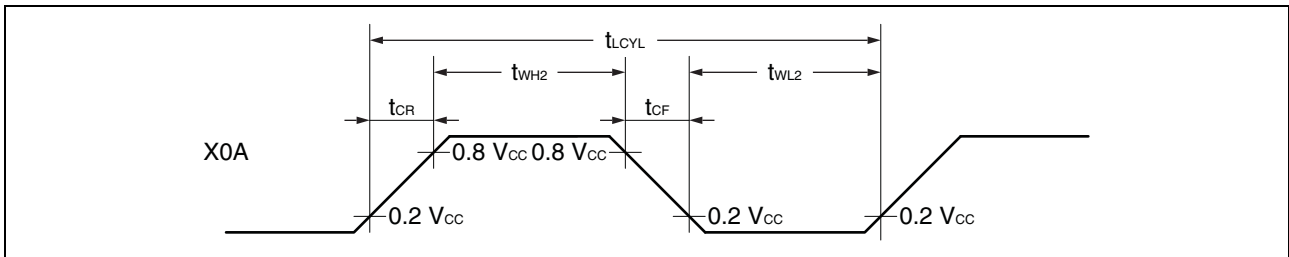 tLCYL
tWH2 tWL2
tCR tCF
X0A 0.8 VCC 0.8 VCC
0.2 VCC 0.2 VCC 0.2 VCC